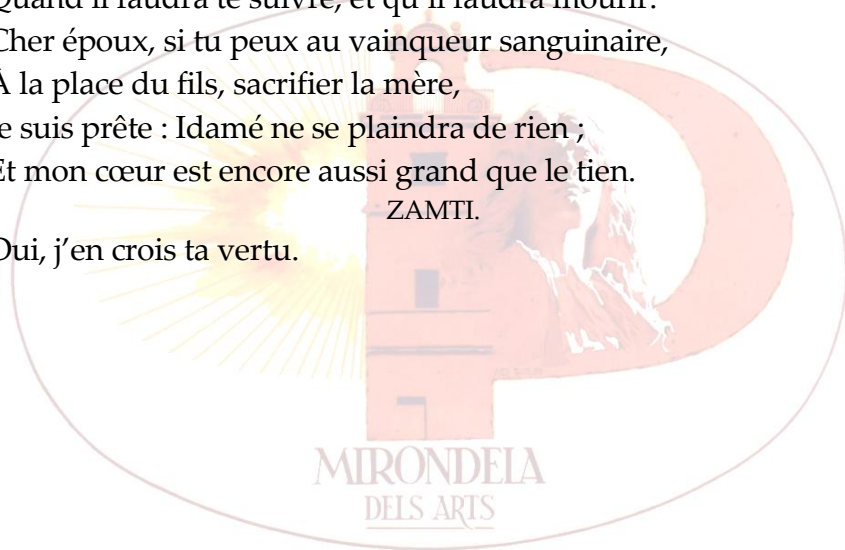 Quand il faudra te suivre, et qu'il faudra mourir.
Cher époux, si tu peux au vainqueur sanguinaire,
À la place du fils, sacrifier la mère,
Je suis prête : Idamé ne se plaindra de rien ;
Et mon cœur est encore aussi grand que le tien.
ZAMTI.
Oui, j'en crois ta vertu.
MIRONDELA
DELS ARTS